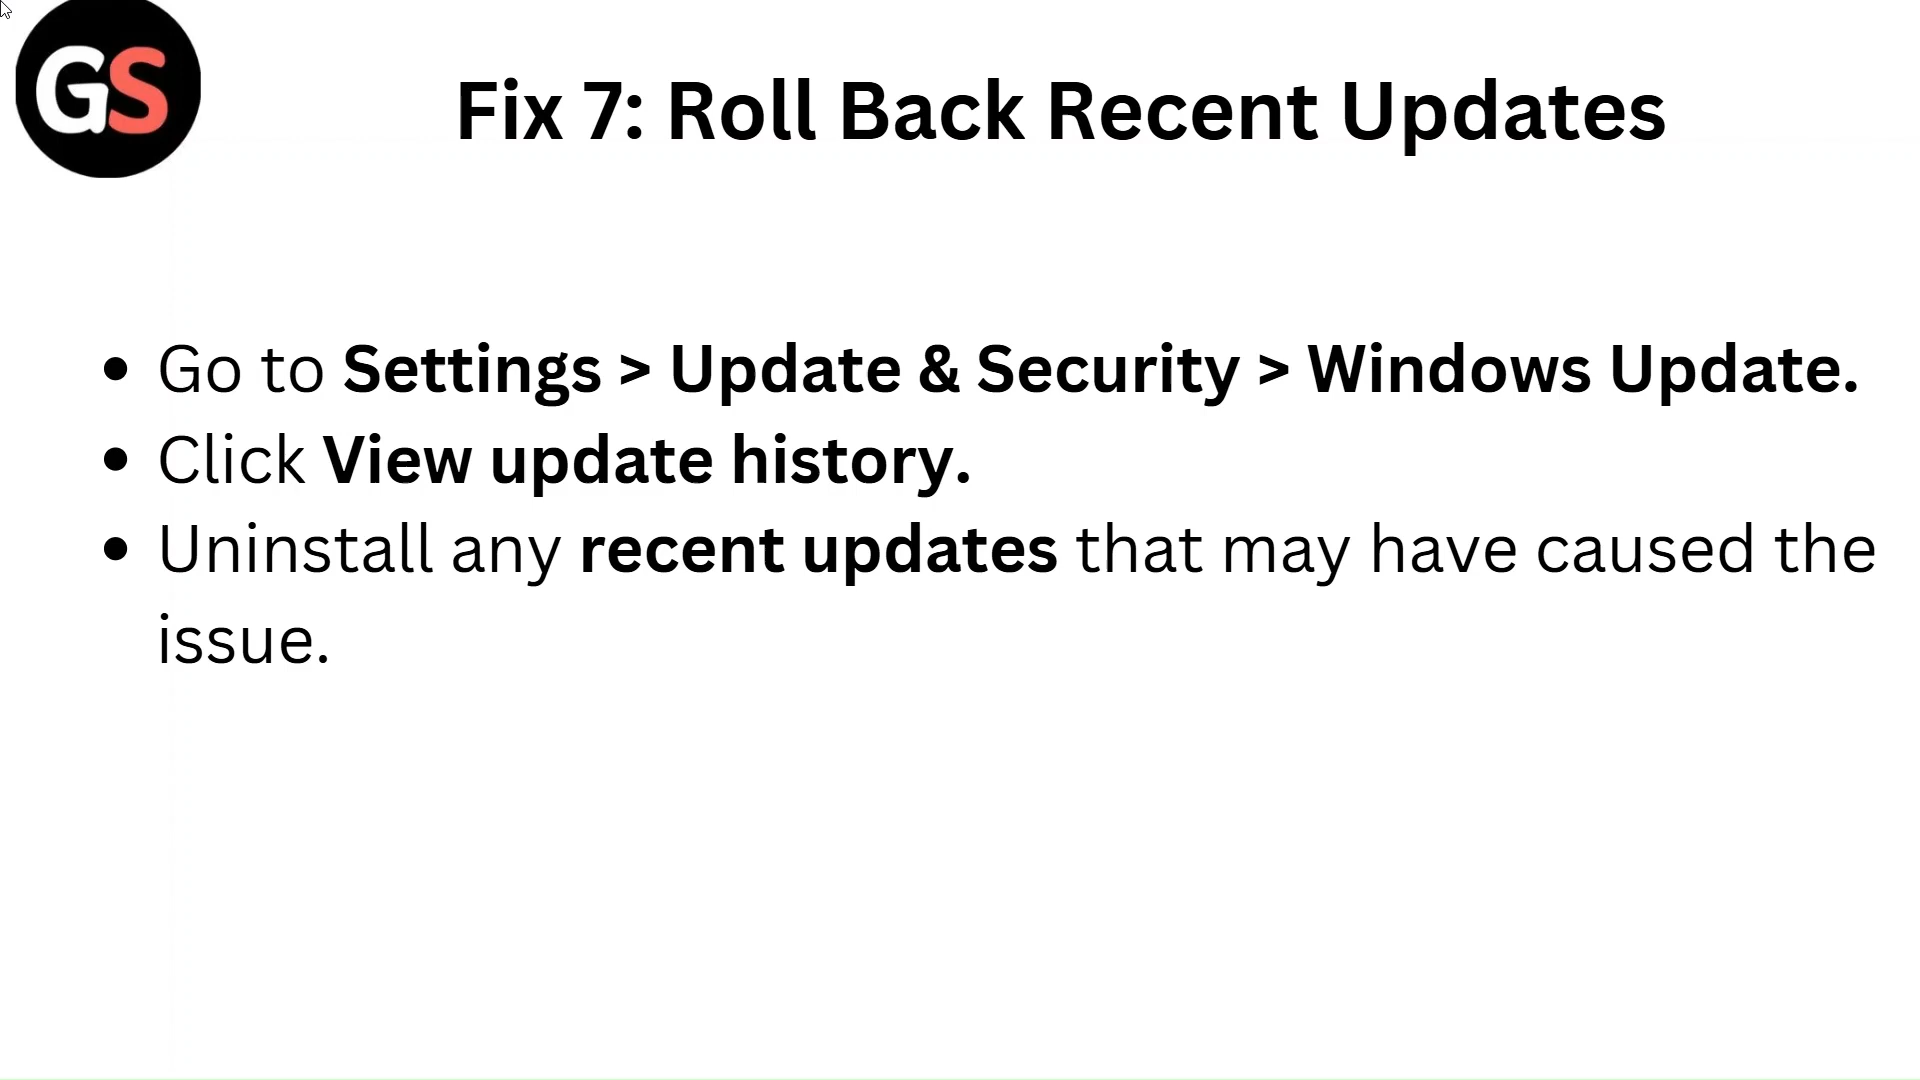 GS
Fix 7: Roll Back Recent Updates
• Go to Settings > Update & Security > Windows Update.
• Click View update history.
• Uninstall any recent updates that may have caused the
issue.